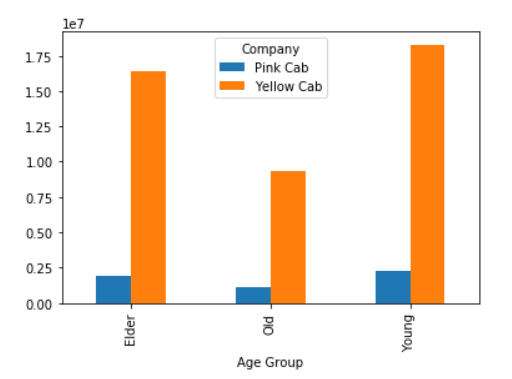 1e7
Company
Pink Cab
Yellow Cab
1.75
1.50
1.25
1.00
0.75
0.50
0.25
0.00
Elder
Old
Young
Age Group